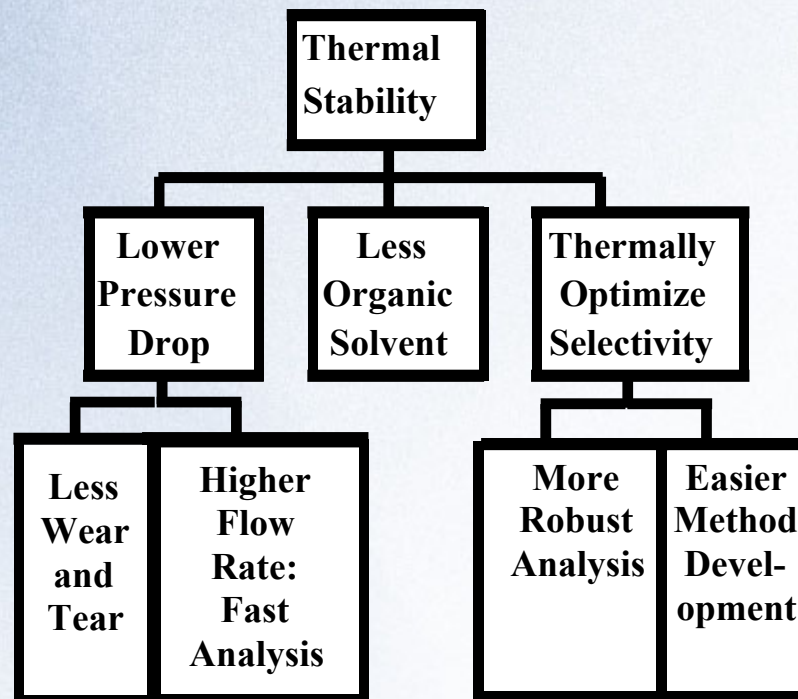 Thermal
Stability
Lower
Pressure
Drop
Less
Organic
Solvent
Thermally
Optimize
Selectivity
Less
Wear
and
Tear
Higher
Flow
Rate:
Fast
Analysis
More
Robust
Analysis
Easier
Method
Devel-
opment